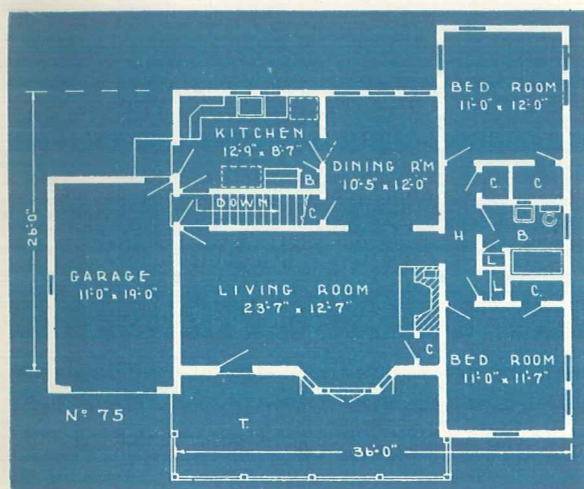 BED ROOM
11'-0" x 12'-0"
KITCHEN
12'-9" x 8'-7"
B.
DINING R'M
10'-5" x 12'-0"
C.
C.
DOWN
C.
B.
H
26'-0"
GARAGE
11'-0" x 19'-0"
LIVING ROOM
23'-7" x 12'-7"
L
L
C.
C
BED ROOM
11'-0" x 11'-7"
Nº 75
T.
36'-0"